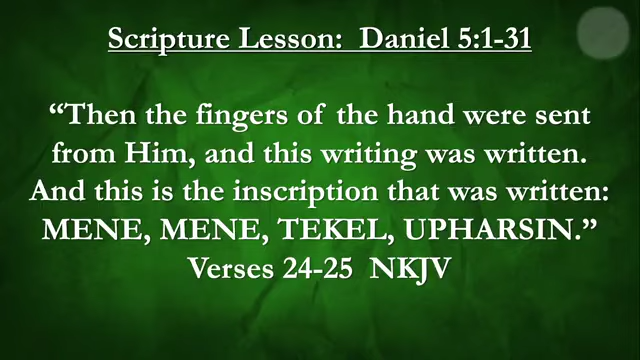 Scripture Lesson:  Daniel 5:1-31
“Then the fingers of the hand were sent
from Him, and this writing was written.
And this is the inscription that was written:
MENE, MENE, TEKEL, UPHARSIN.”
Verses 24-25  NKJV